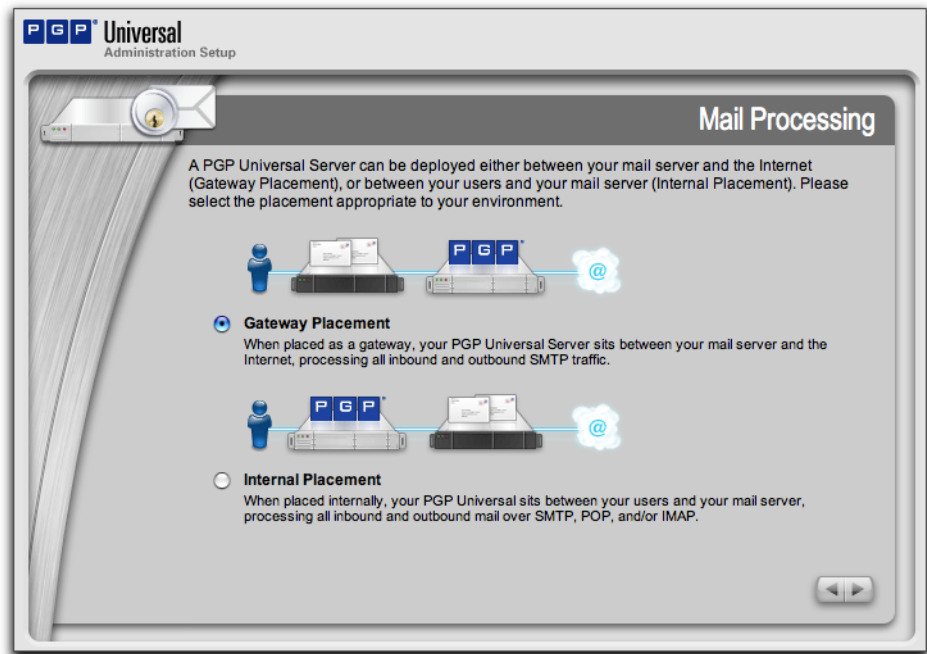 PGP® Universal
Administration Setup
Mail Processing
A PGP Universal Server can be deployed either between your mail server and the Internet
(Gateway Placement), or between your users and your mail server (Internal Placement). Please
select the placement appropriate to your environment.
PGP
@
Gateway Placement
When placed as a gateway, your PGP Universal Server sits between your mail server and the
Internet, processing all inbound and outbound SMTP traffic.
PGP
@
Internal Placement
When placed internally, your PGP Universal sits between your users and your mail server,
processing all inbound and outbound mail over SMTP, POP, and/or IMAP.